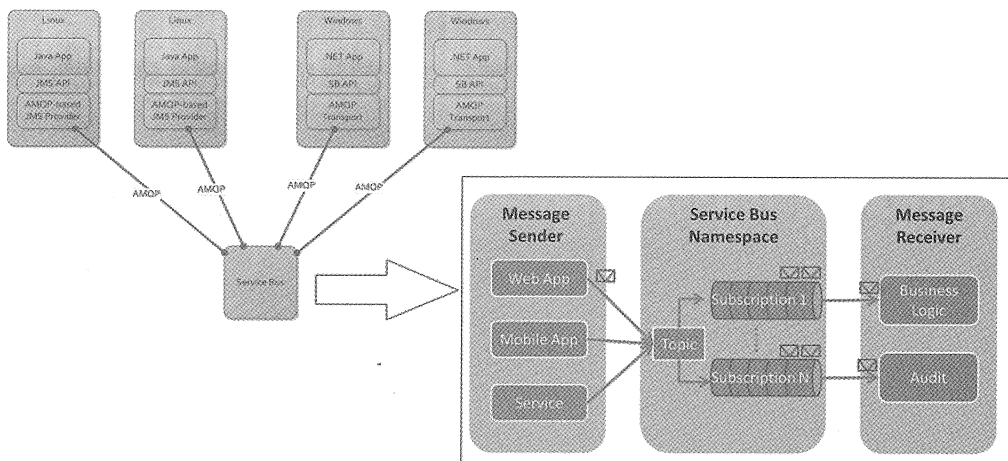 Linux
Java App
JMS API
AMQP-based
JMS Provider
Linux
Java App
JMS API
AMQP-based
JMS Provider
Windows
.NET App
SB API
AMQP
Transport
Windows
.NET App
SB API
AMQP
Transport
AMQP
AMQP
AMQP
AMQP
Service Bus
Message
Sender
Web App
Mobile App
Service
Service Bus
Namespace
Topic
Subscription 1
Subscription N
Message
Receiver
Business
Logic
Audit